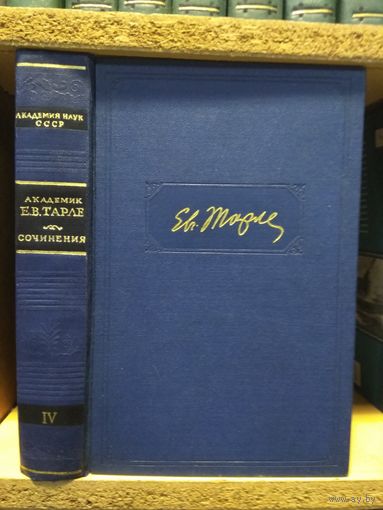 АКАДЕМИЯ НАУК
СССР
АКАДЕМИК
Е.В.ТАРЛЕ
СОЧИНЕНИЯ
IV
Ев. Тарле
www.ay.by